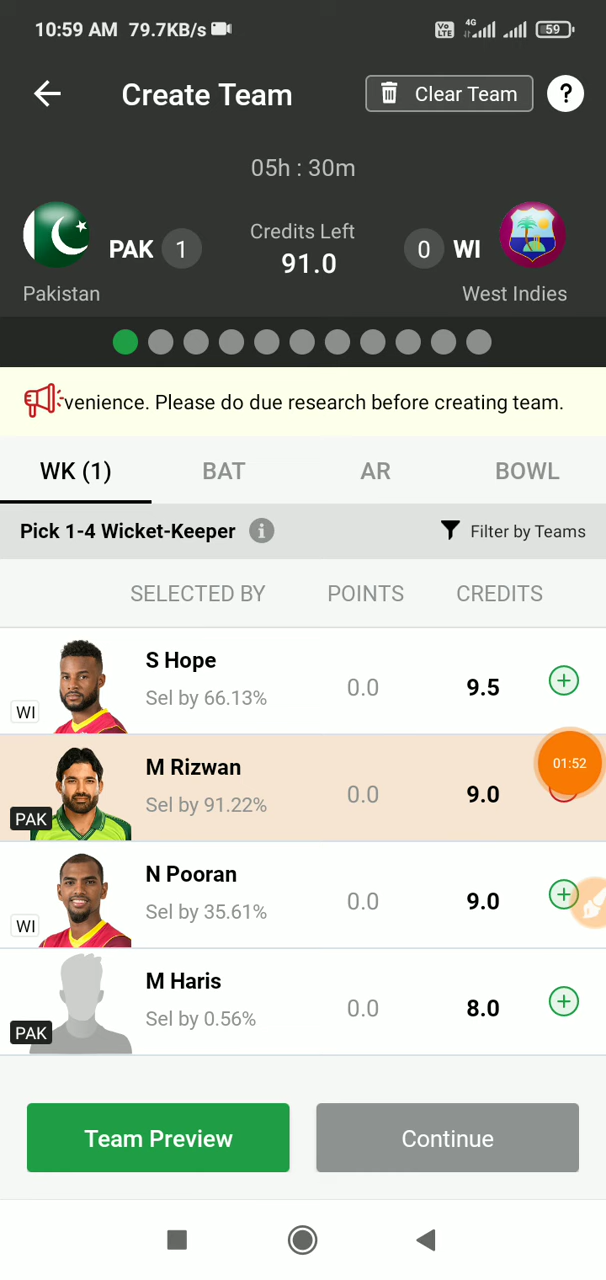 10:59 AM 79.7KB/s Vo LTE 4G 59
Create Team Clear Team ?
05h : 30m
PAK 1 Credits Left 91.0 0 WI
Pakistan West Indies
venience. Please do due research before creating team.
WK (1) BAT AR BOWL
Pick 1-4 Wicket-Keeper i Filter by Teams
SELECTED BY POINTS CREDITS
S Hope
WI Sel by 66.13% 0.0 9.5
M Rizwan 01:52
PAK Sel by 91.22% 0.0 9.0
N Pooran
WI Sel by 35.61% 0.0 9.0
M Haris
PAK Sel by 0.56% 0.0 8.0
Team Preview Continue